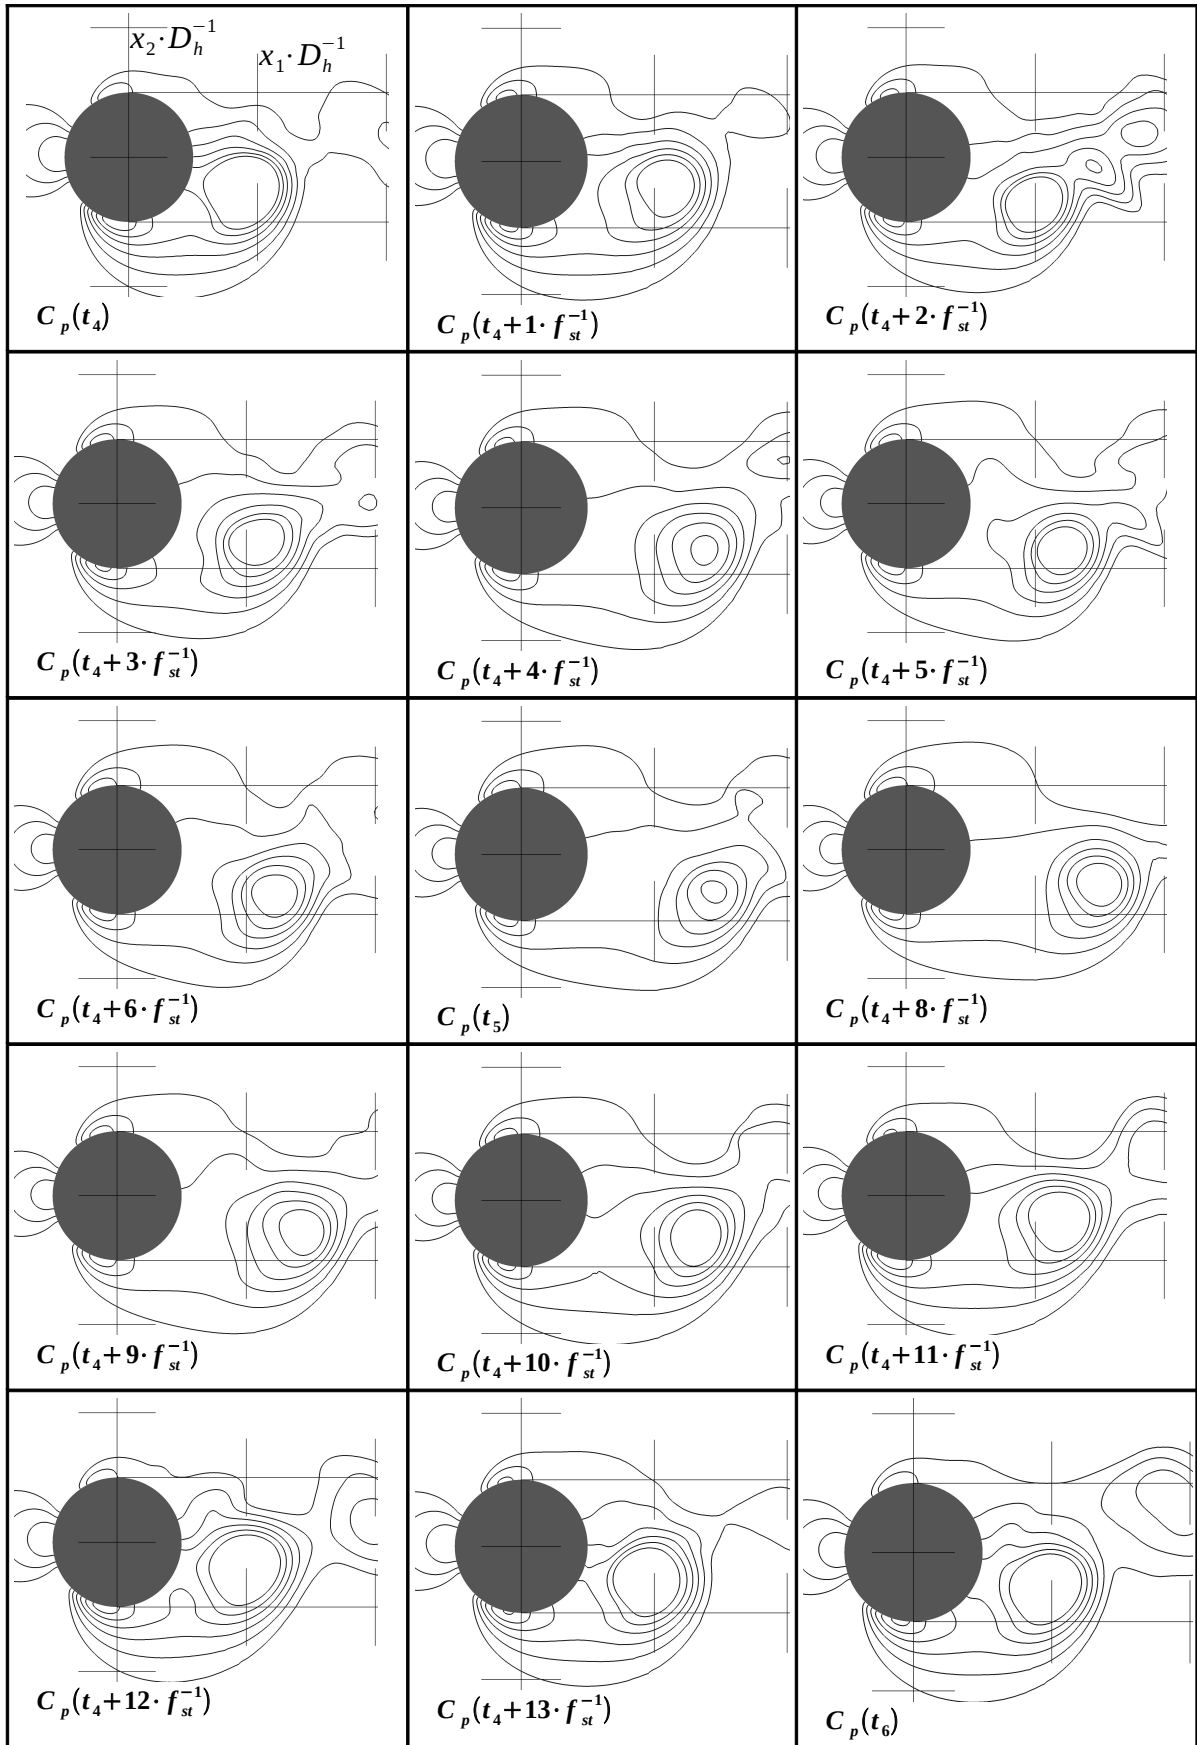 x₂·D_h⁻¹
x₁·D_h⁻¹
C_p(t₄)
C_p(t₄+1·f_st⁻¹)
C_p(t₄+2·f_st⁻¹)
C_p(t₄+3·f_st⁻¹)
C_p(t₄+4·f_st⁻¹)
C_p(t₄+5·f_st⁻¹)
C_p(t₄+6·f_st⁻¹)
C_p(t₅)
C_p(t₄+8·f_st⁻¹)
C_p(t₄+9·f_st⁻¹)
C_p(t₄+10·f_st⁻¹)
C_p(t₄+11·f_st⁻¹)
C_p(t₄+12·f_st⁻¹)
C_p(t₄+13·f_st⁻¹)
C_p(t₆)